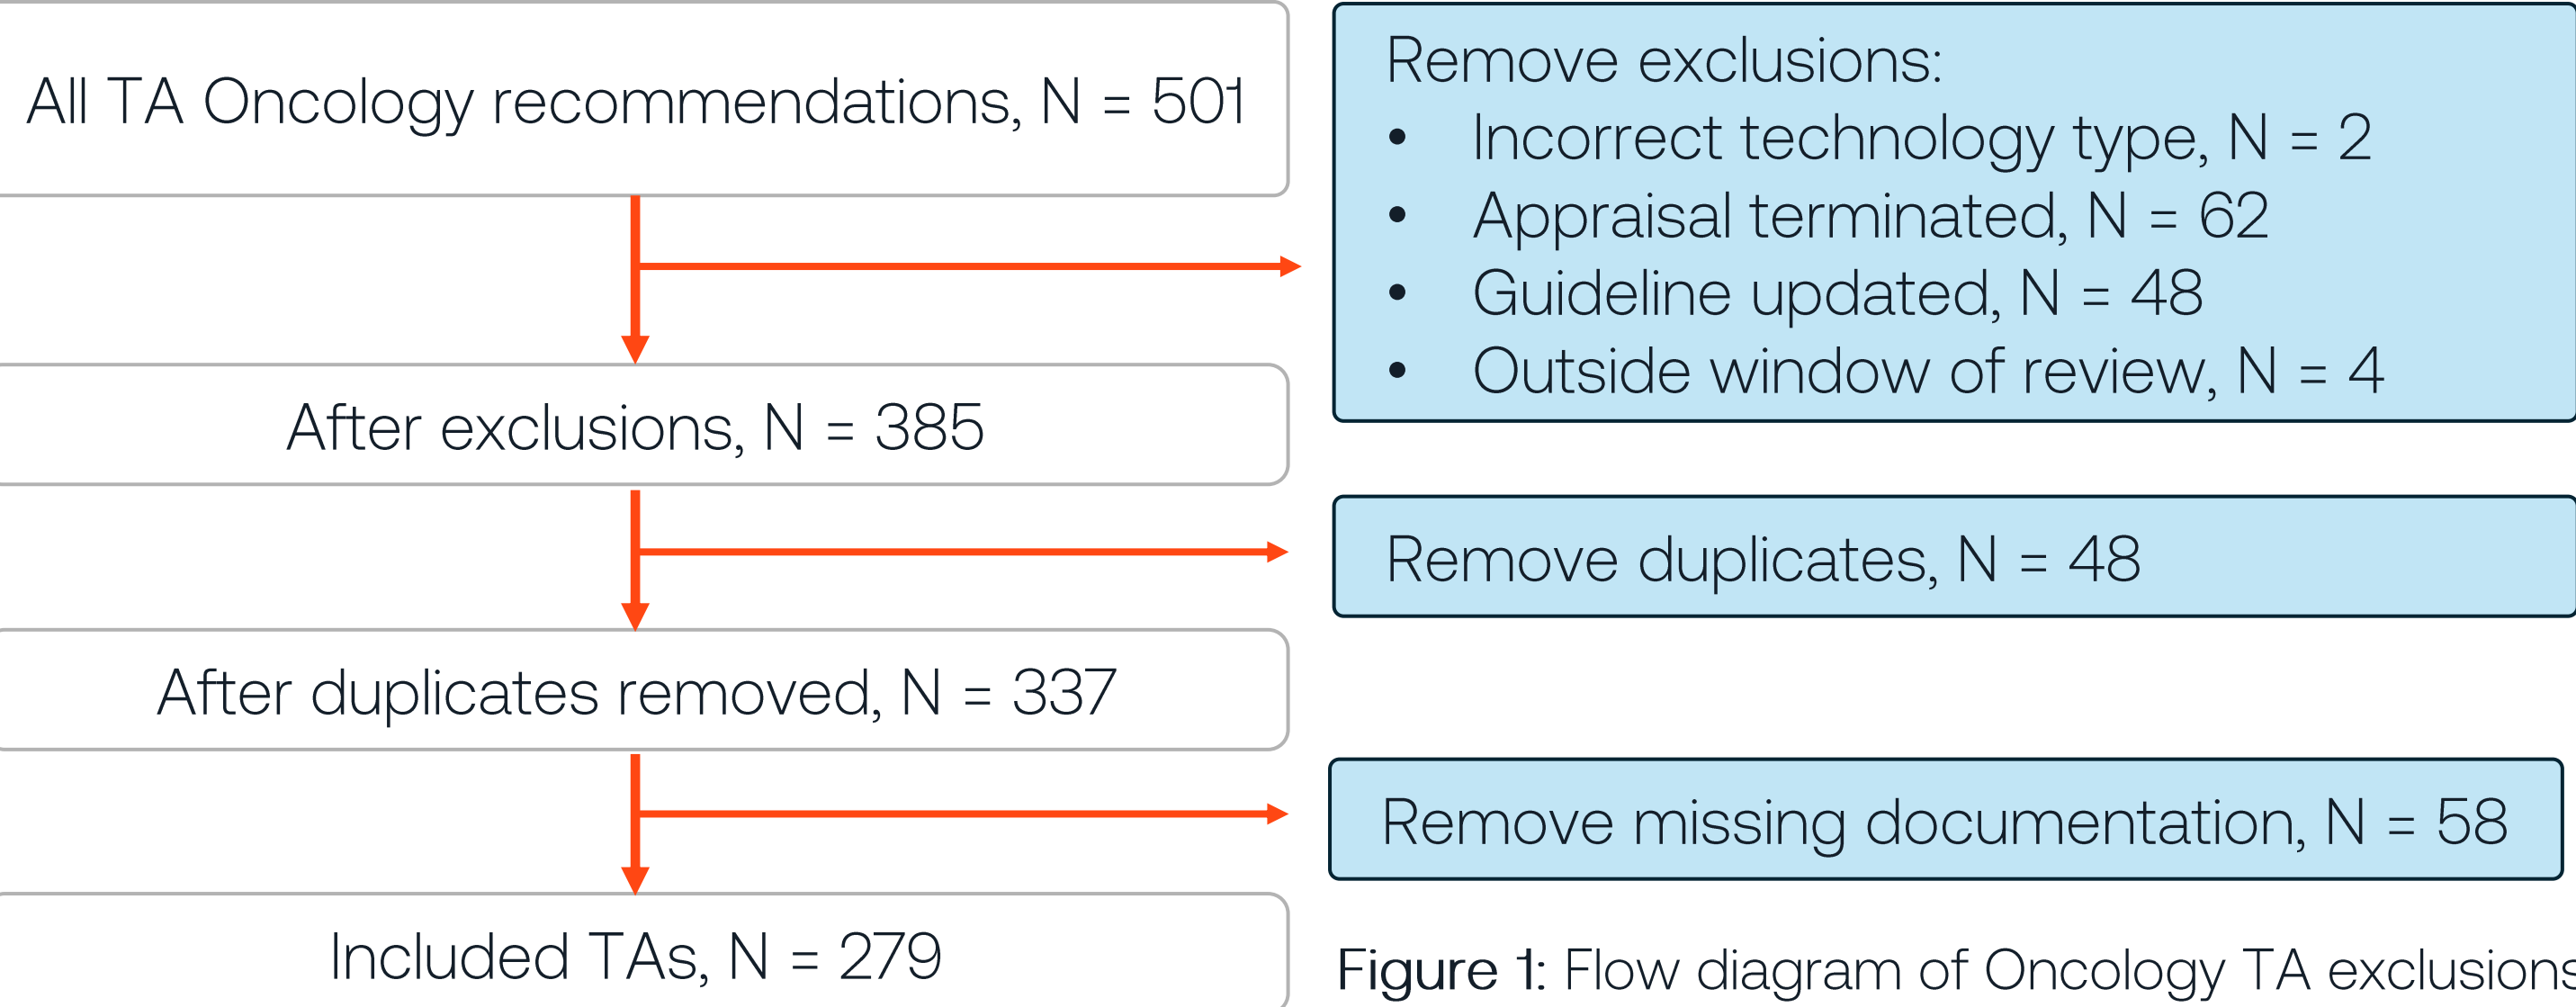 All TA Oncology recommendations, N = 501
Remove exclusions:
• Incorrect technology type, N = 2
• Appraisal terminated, N = 62
• Guideline updated, N = 48
• Outside window of review, N = 4
After exclusions, N = 385
Remove duplicates, N = 48
After duplicates removed, N = 337
Remove missing documentation, N = 58
Included TAs, N = 279
Figure 1: Flow diagram of Oncology TA exclusions